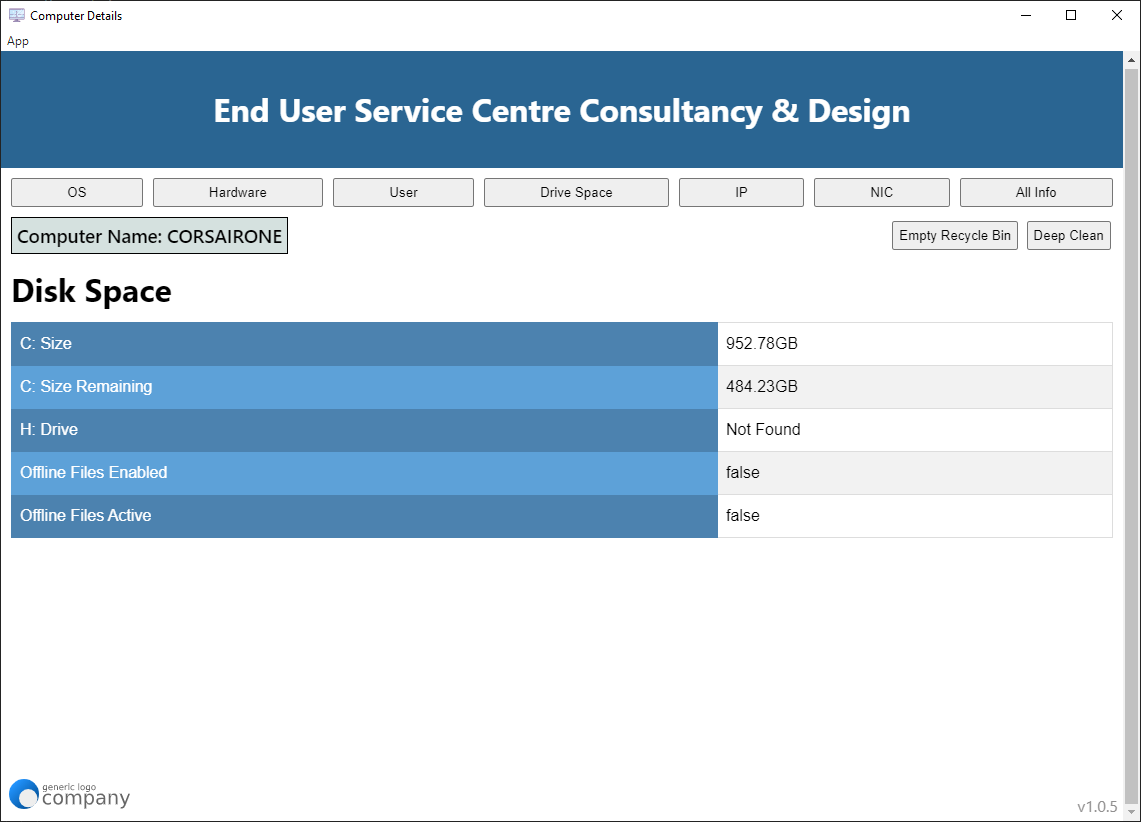 Computer Details
App
End User Service Centre Consultancy & Design
OS Hardware User Drive Space IP NIC All Info
Computer Name: CORSAIRONE Empty Recycle Bin Deep Clean
Disk Space
C: Size 952.78GB
C: Size Remaining 484.23GB
H: Drive Not Found
Offline Files Enabled false
Offline Files Active false
generic logo
company
v1.0.5